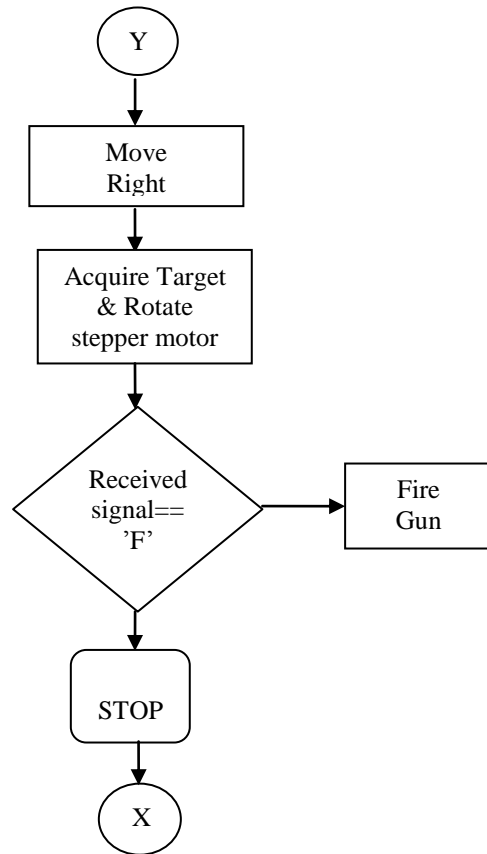 Y
Move
Right
Acquire Target
& Rotate
stepper motor
Received
signal==
’F’
Fire
Gun
STOP
X